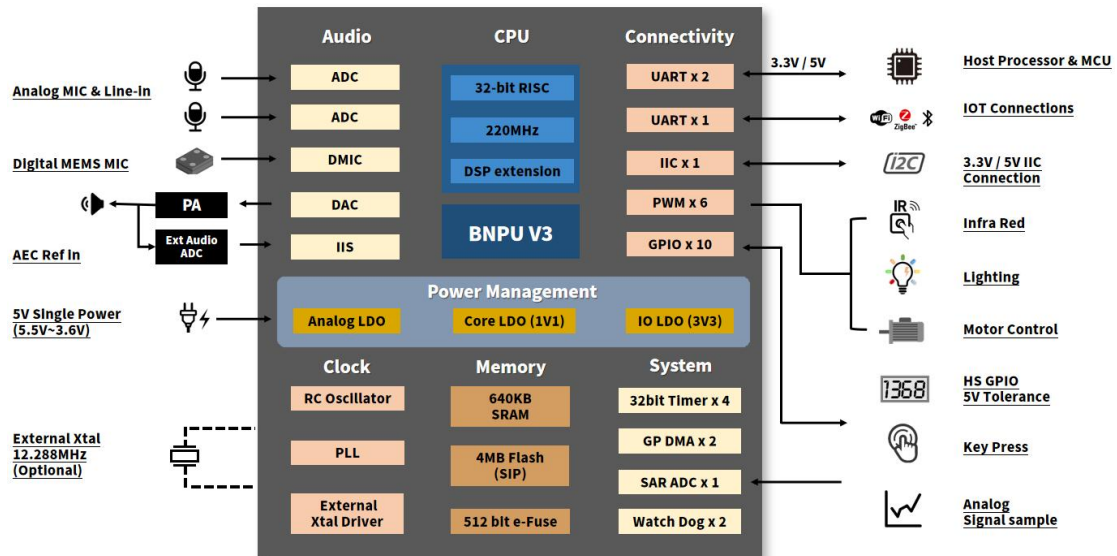 Audio
CPU
Connectivity
Analog MIC & Line-in
Digital MEMS MIC
PA
Ext Audio
ADC
AEC Ref in
5V Single Power
(5.5V~3.6V)
External Xtal
12.288MHz
(Optional)
ADC
ADC
DMIC
DAC
IIS
32-bit RISC
220MHz
DSP extension
BNPU V3
UART x 2
UART x 1
IIC x 1
PWM x 6
GPIO x 10
Power Management
Analog LDO
Core LDO (1V1)
IO LDO (3V3)
Clock
Memory
System
RC Oscillator
PLL
External
Xtal Driver
640KB
SRAM
4MB Flash
(SIP)
512 bit e-Fuse
32bit Timer x 4
GP DMA x 2
SAR ADC x 1
Watch Dog x 2
3.3V / 5V
Host Processor & MCU
WiFi
ZigBee™
IOT Connections
I2C
3.3V / 5V IIC
Connection
IR
Infra Red
Lighting
Motor Control
1368
HS GPIO
5V Tolerance
Key Press
Analog
Signal sample